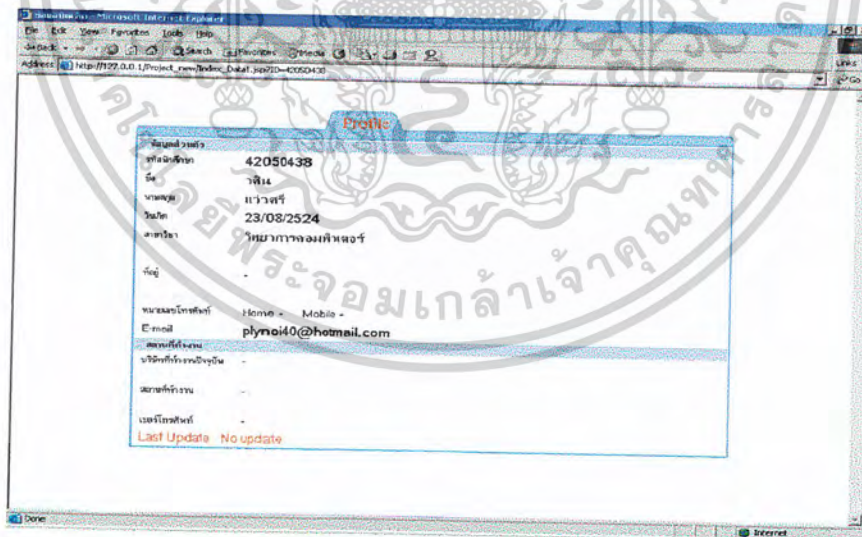 Microsoft Internet Explorer
File Edit View Favorites Tools Help
Back Search Favorites Media
Address http://127.0.0.1/Project_new/Index_Data1.jsp?ID=42050438 Go Links
Profile
ข้อมูลส่วนตัว
รหัสนักศึกษา 42050438
ชื่อ วศิน
นามสกุล แว่วศรี
วันเกิด 23/08/2524
สาขาวิชา วิทยาการคอมพิวเตอร์
ที่อยู่ -
หมายเลขโทรศัพท์ Home - Mobile -
E-mail plynoi40@hotmail.com
สถานที่ทำงาน
บริษัทที่ทำงานปัจจุบัน -
สถานที่ทำงาน -
เบอร์โทรศัพท์ -
Last Update No update
Done Internet